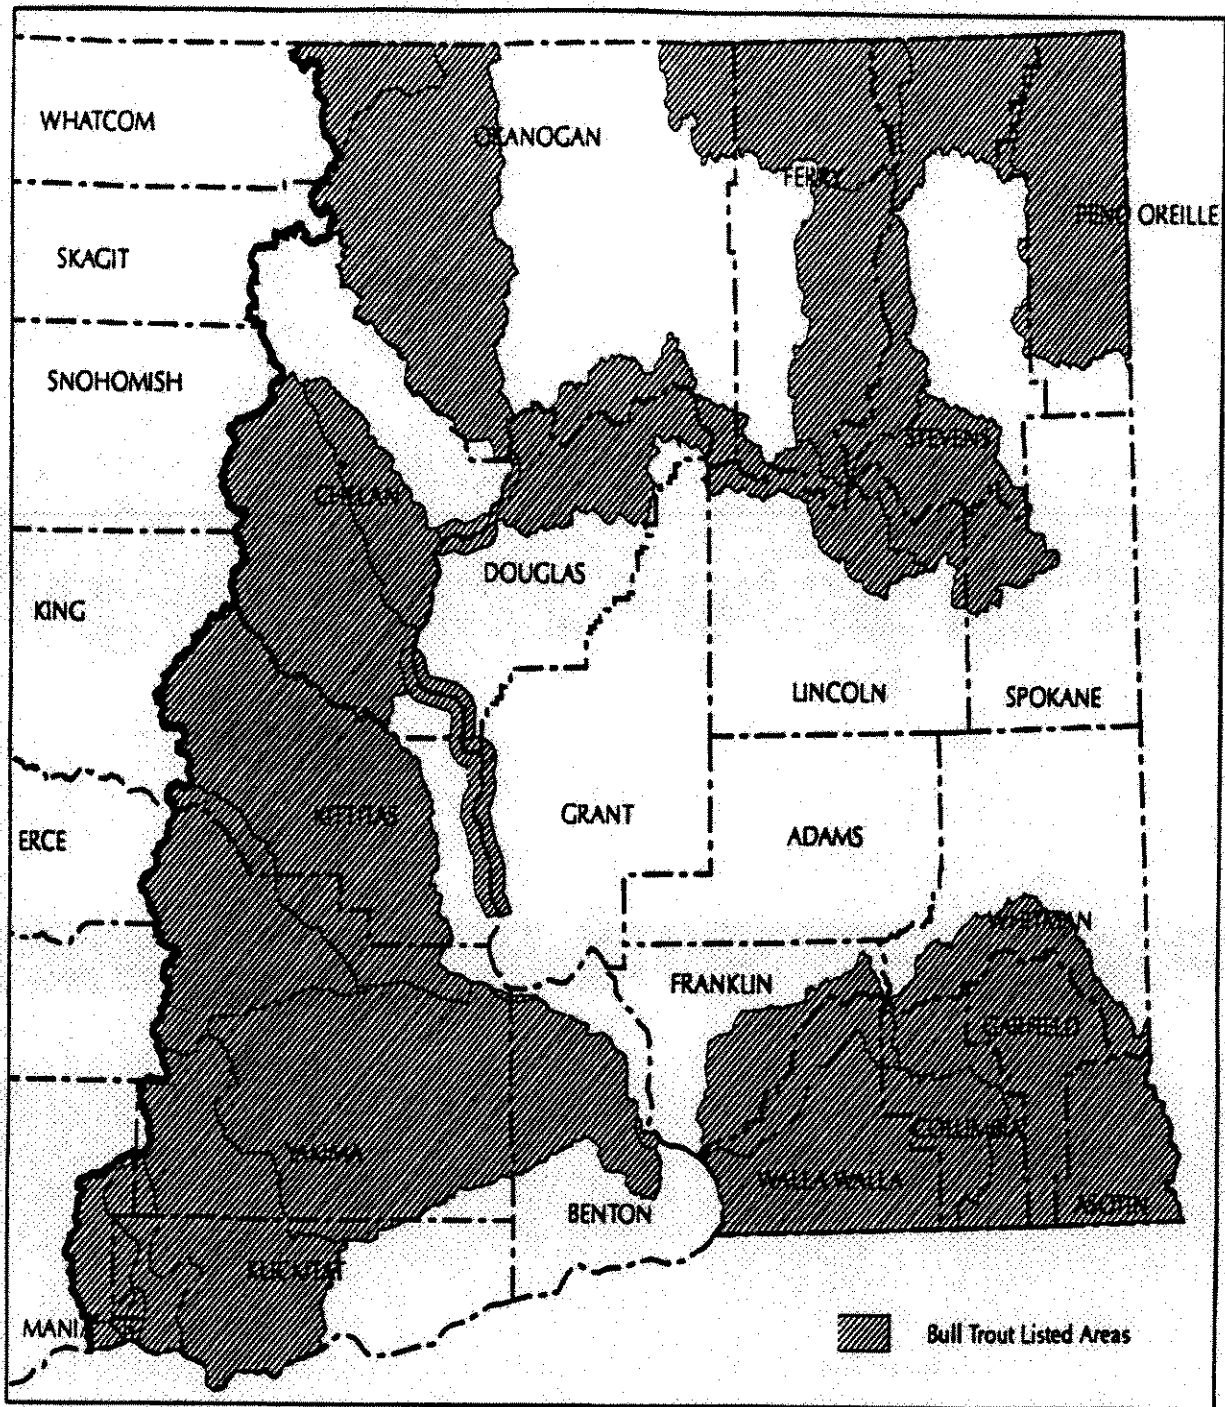 WHATCOM
OKANOGAN
FERRY
PEND OREILLE
SKAGIT
SNOHOMISH
STEVENS
CHELAN
DOUGLAS
KING
LINCOLN
SPOKANE
KITTITAS
GRANT
ADAMS
ERCE
WHITMAN
FRANKLIN
GARFIELD
COLUMBIA
YAKIMA
WALLA WALLA
ASOTIN
BENTON
KLICKITAT
MANIA
Bull Trout Listed Areas